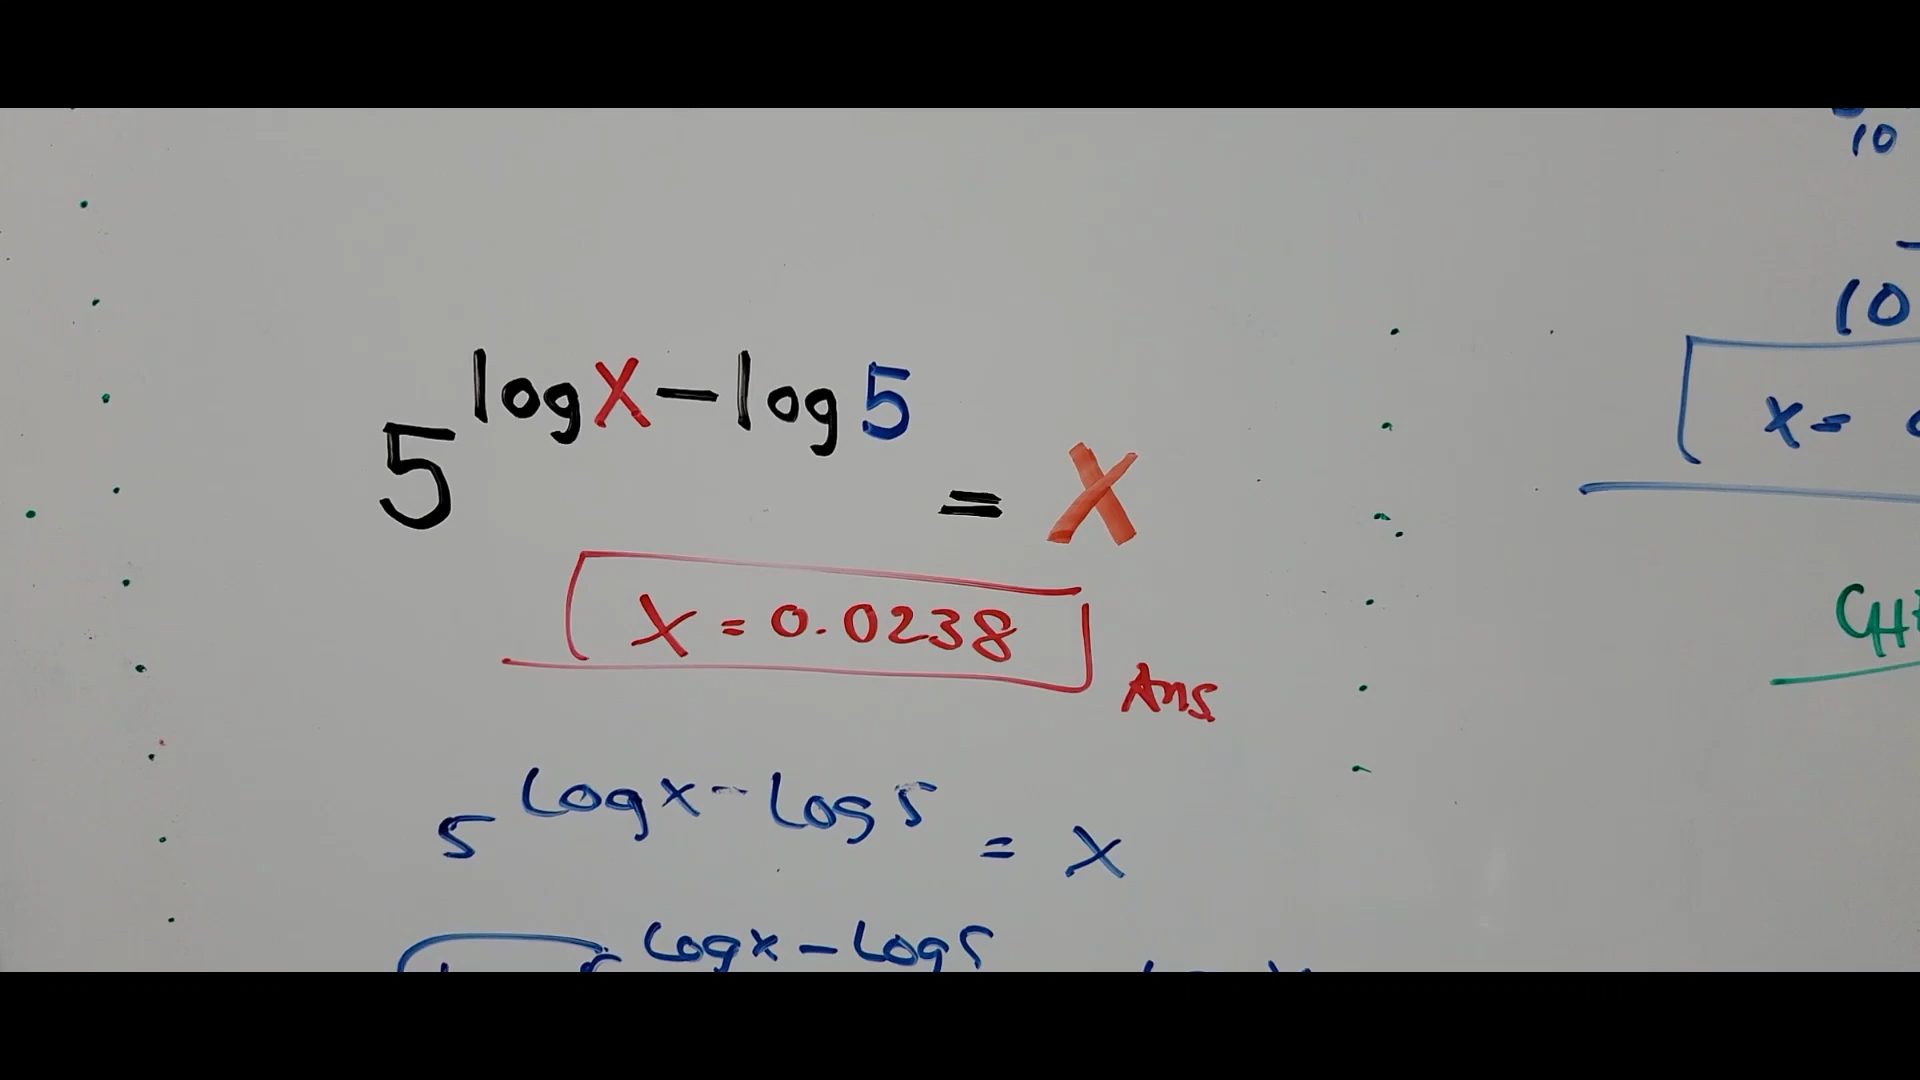 5^{log x - log 5} = x
x = 0.0238
Ans
5^{log x - log 5} = x
log x - log 5
10
10
x =